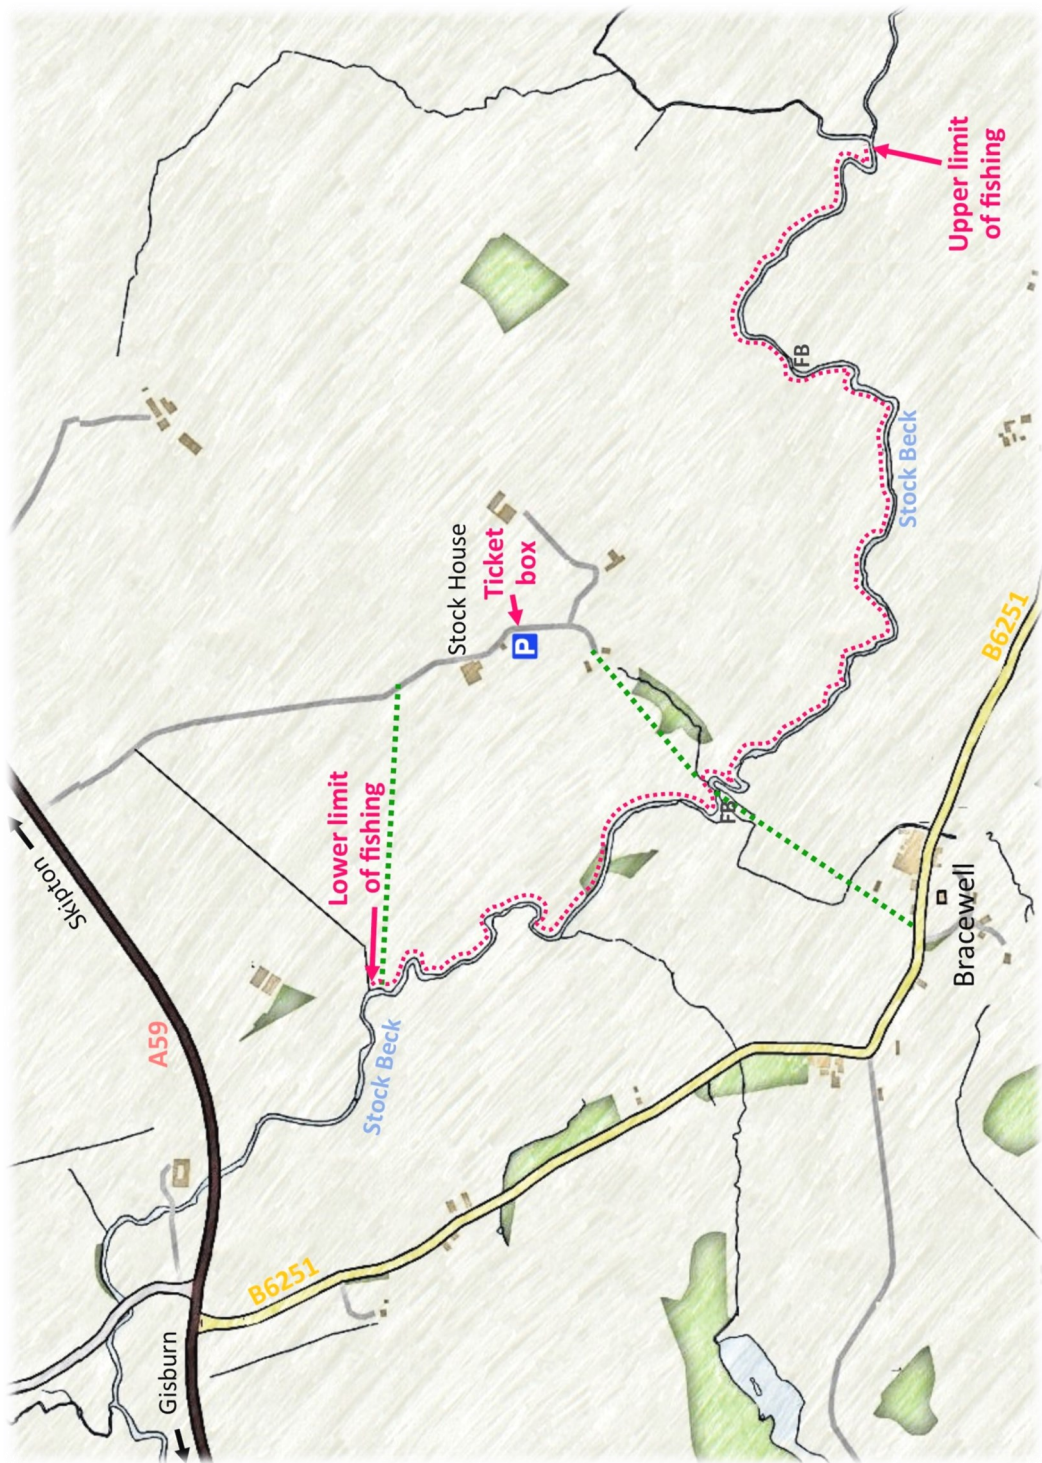 Upper limit
of fishing
FB
Stock Beck
B6251
Stock House
Ticket
box
P
Lower limit
of fishing
FB
Skipton
Bracewell
A59
Stock Beck
B6251
Gisburn